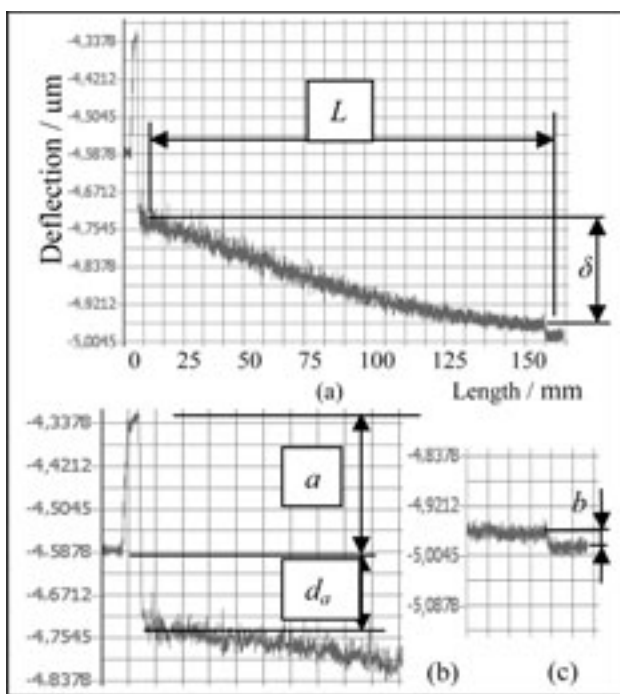 Deflection / um
-4,3378
-4,4212
-4,5045
-4,5878
-4,6712
-4,7545
-4,8378
-4,9212
-5,0045
L
δ
0 25 50 75 100 125 150
(a)
Length / mm
-4,3378
-4,4212
-4,5045
-4,5878
-4,6712
-4,7545
-4,8378
a
dₐ
(b)
-4,8378
-4,9212
-5,0045
-5,0878
b
(c)